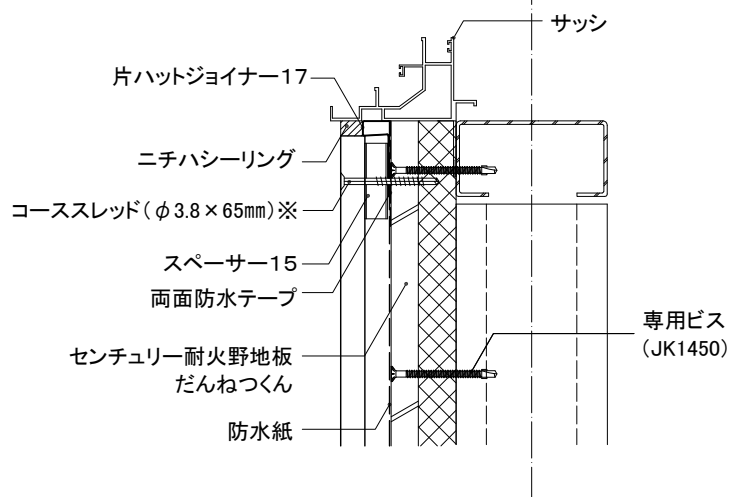 サッシ
片ハットジョイナー17
ニチハシーリング
コーススレッド(φ3.8×65mm)※
スペーサー15
両面防水テープ
専用ビス
(JK1450)
センチュリー耐火野地板
だんねつくん
防水紙